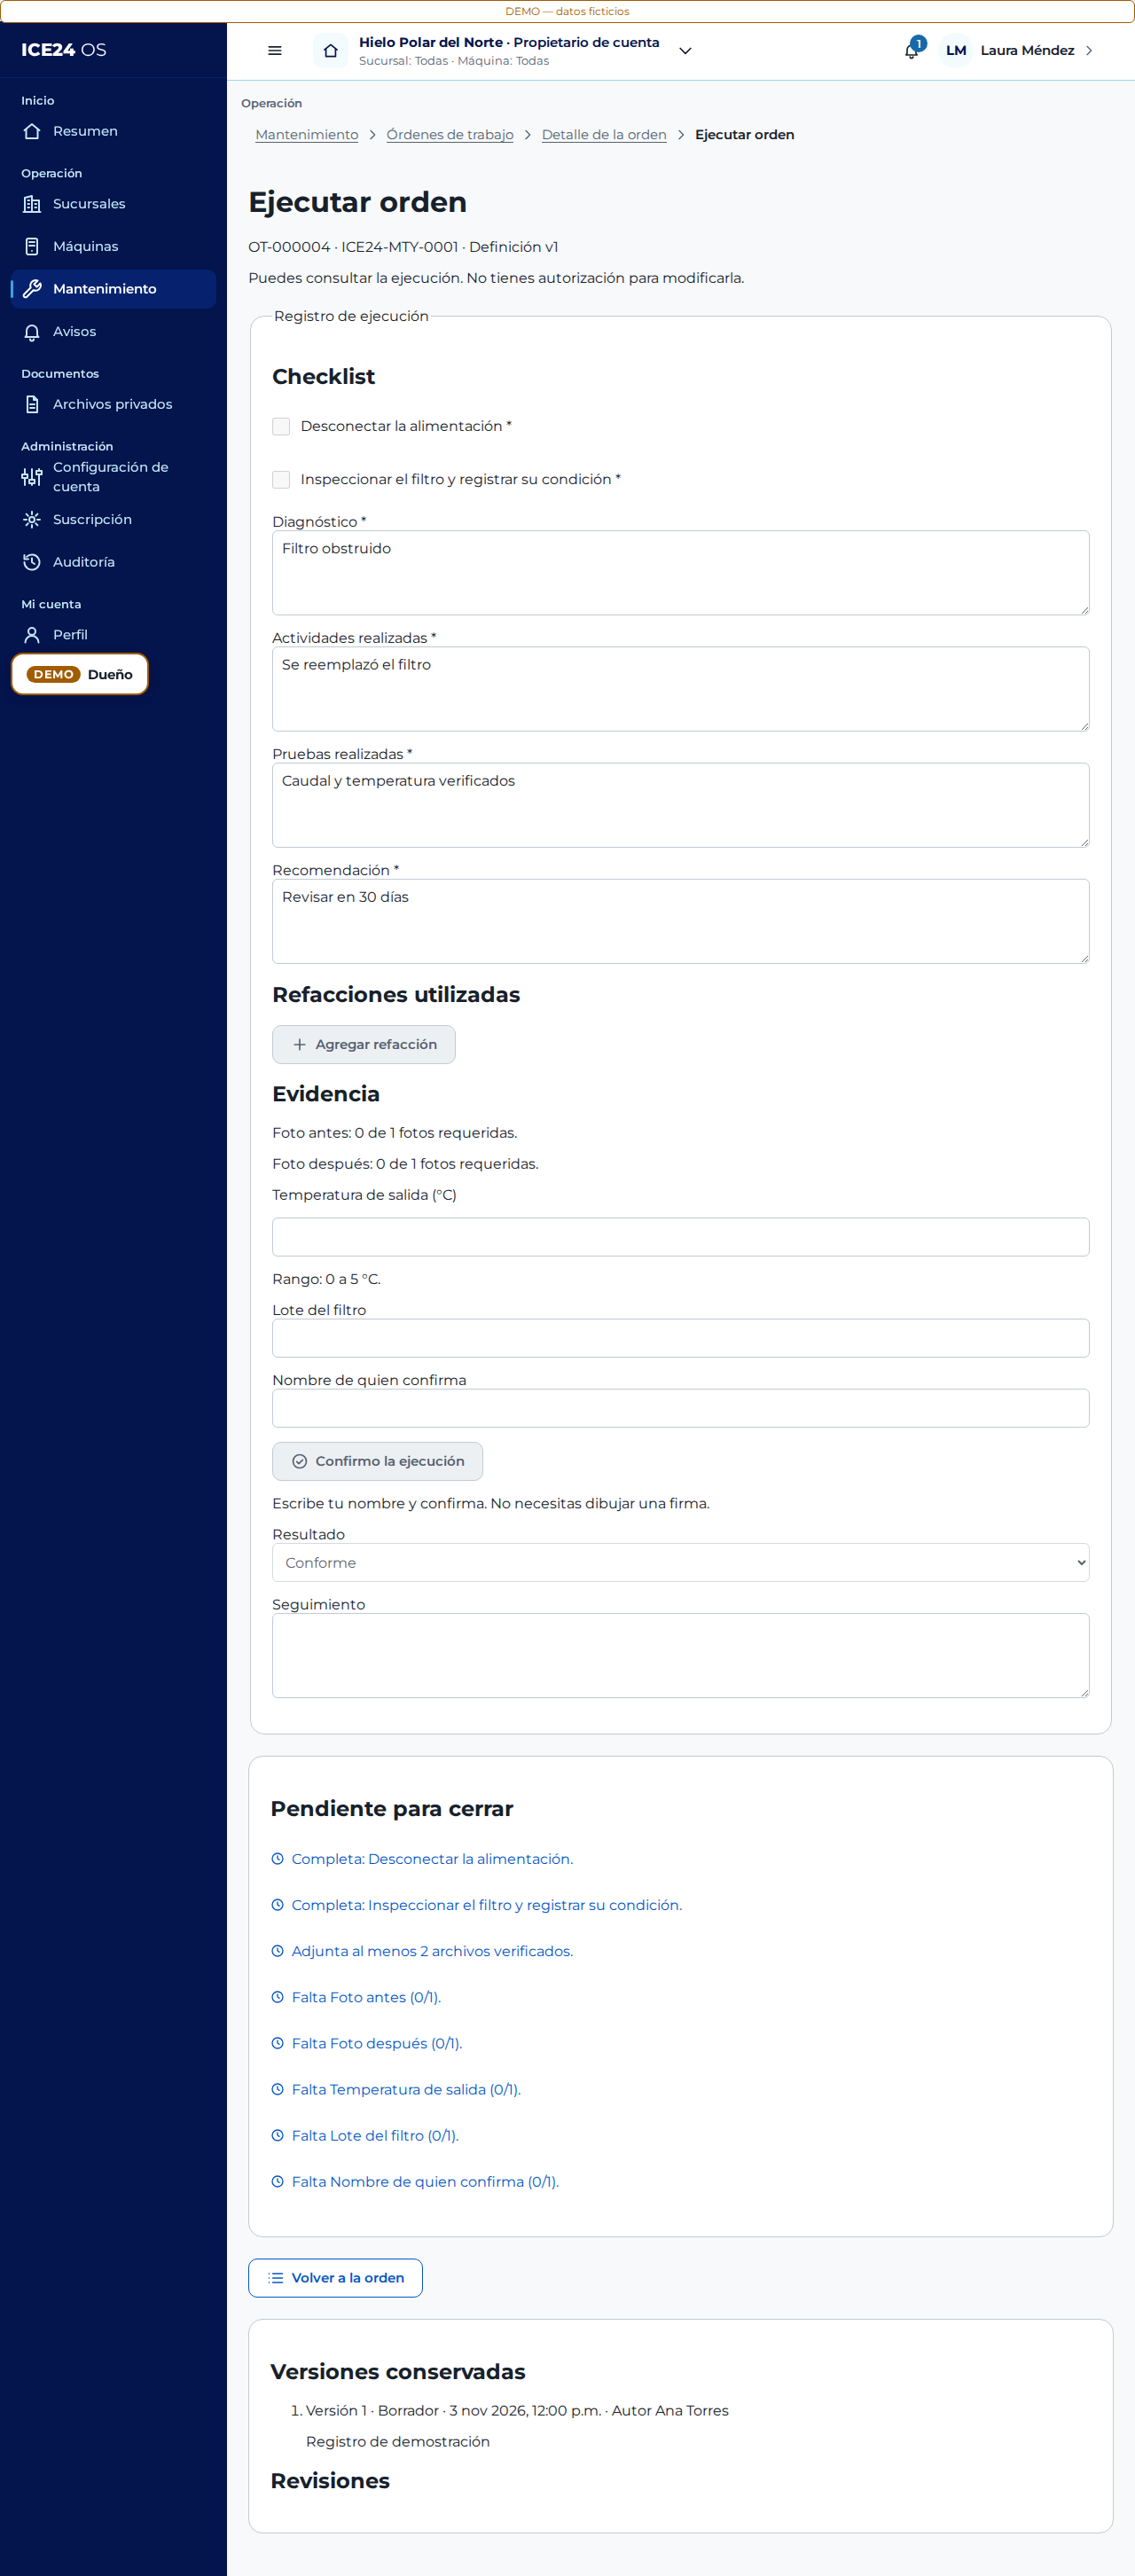 DEMO — datos ficticios
ICE24 OS
Hielo Polar del Norte · Propietario de cuenta
Sucursal: Todas · Máquina: Todas
1
LM
Laura Méndez
Inicio
Resumen
Operación
Sucursales
Máquinas
Mantenimiento
Avisos
Documentos
Archivos privados
Administración
Configuración de
cuenta
Suscripción
Auditoría
Mi cuenta
Perfil
DEMO Dueño
Operación
Mantenimiento > Órdenes de trabajo > Detalle de la orden > Ejecutar orden
Ejecutar orden
OT-000004 · ICE24-MTY-0001 · Definición v1
Puedes consultar la ejecución. No tienes autorización para modificarla.
Registro de ejecución
Checklist
Desconectar la alimentación *
Inspeccionar el filtro y registrar su condición *
Diagnóstico *
Filtro obstruido
Actividades realizadas *
Se reemplazó el filtro
Pruebas realizadas *
Caudal y temperatura verificados
Recomendación *
Revisar en 30 días
Refacciones utilizadas
Agregar refacción
Evidencia
Foto antes: 0 de 1 fotos requeridas.
Foto después: 0 de 1 fotos requeridas.
Temperatura de salida (°C)
Rango: 0 a 5 °C.
Lote del filtro
Nombre de quien confirma
Confirmo la ejecución
Escribe tu nombre y confirma. No necesitas dibujar una firma.
Resultado
Conforme
Seguimiento
Pendiente para cerrar
Completa: Desconectar la alimentación.
Completa: Inspeccionar el filtro y registrar su condición.
Adjunta al menos 2 archivos verificados.
Falta Foto antes (0/1).
Falta Foto después (0/1).
Falta Temperatura de salida (0/1).
Falta Lote del filtro (0/1).
Falta Nombre de quien confirma (0/1).
Volver a la orden
Versiones conservadas
1. Versión 1 · Borrador · 3 nov 2026, 12:00 p.m. · Autor Ana Torres
Registro de demostración
Revisiones